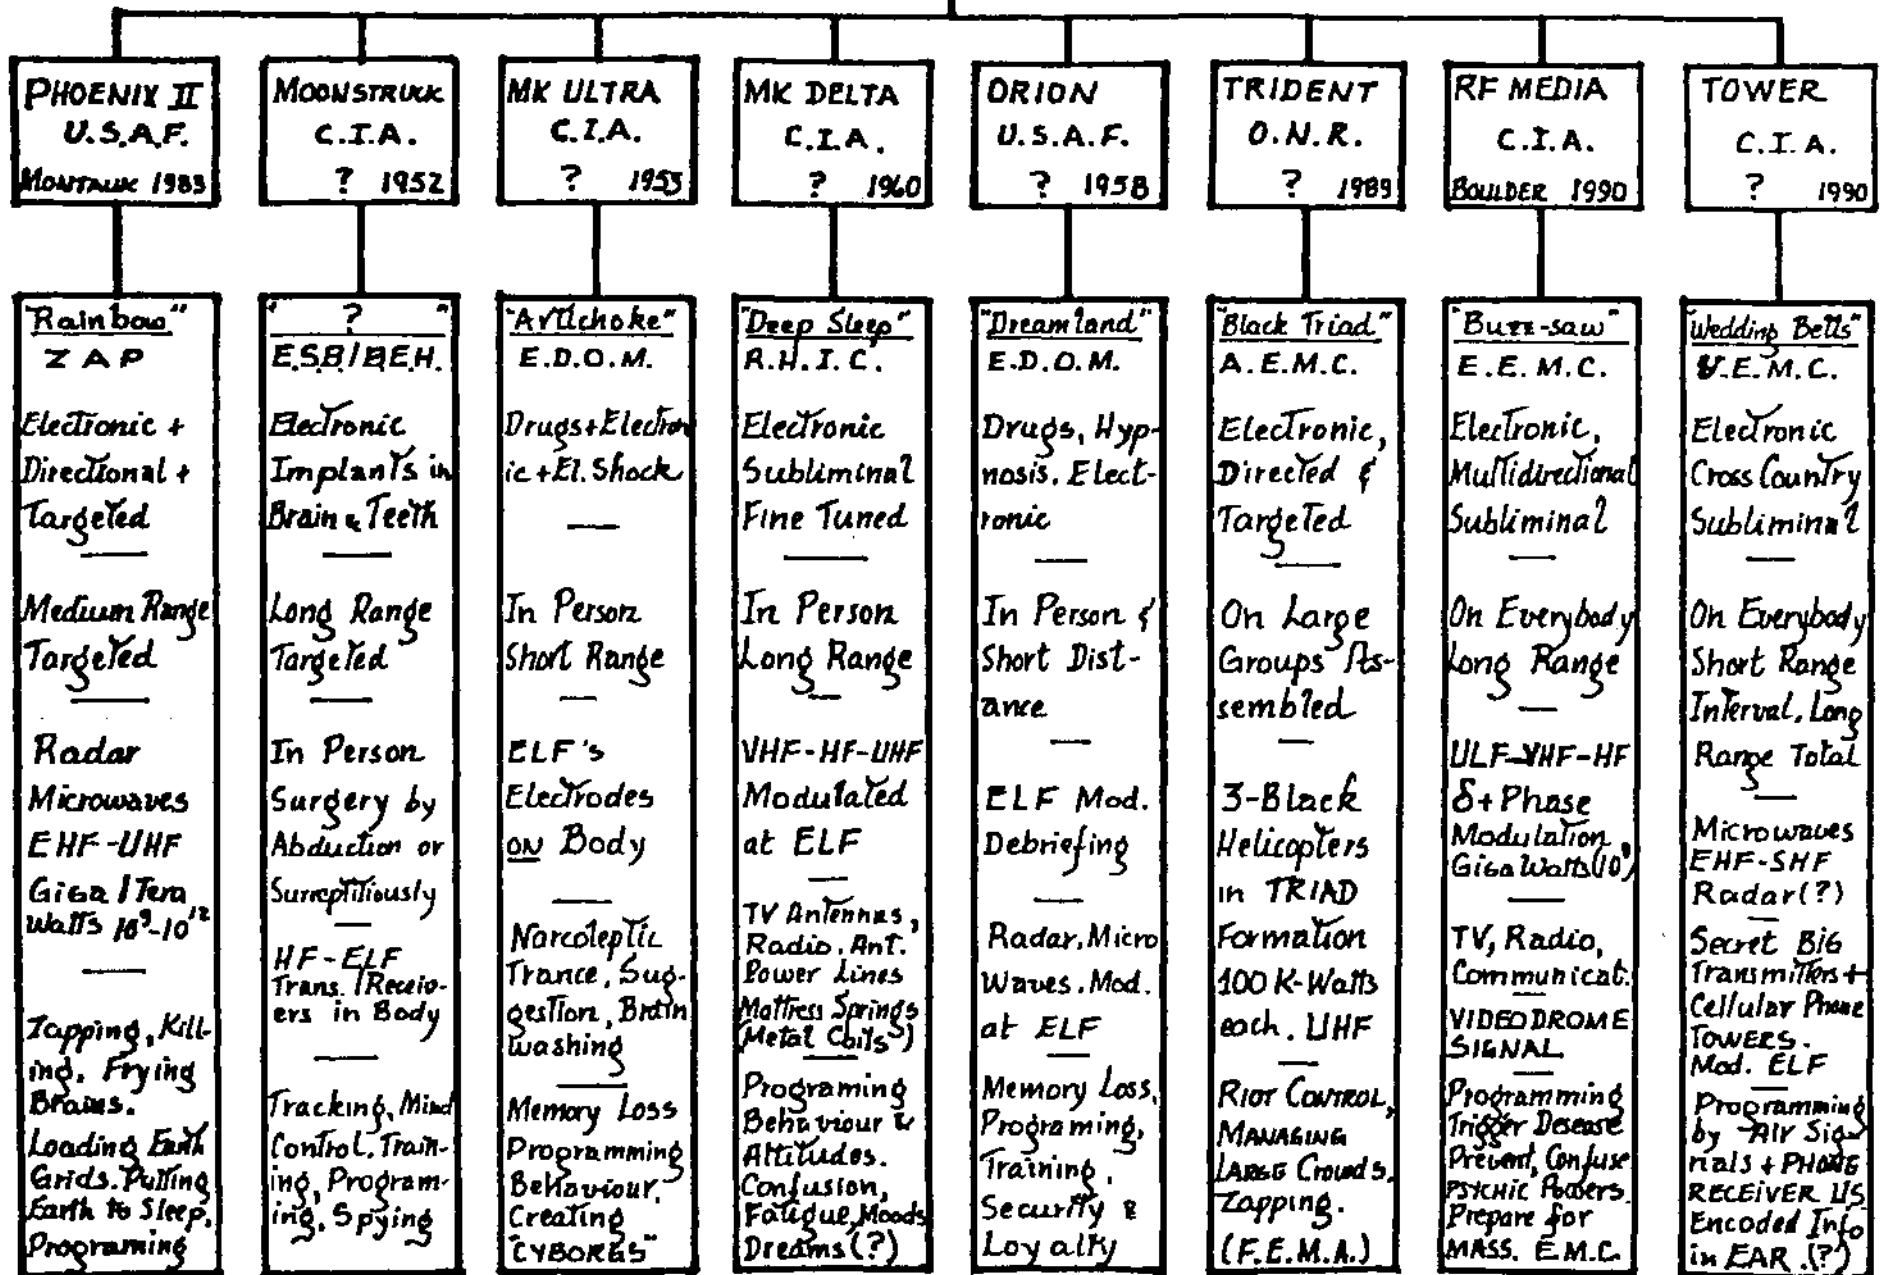 PHOENIX II
U.S.A.F.
MONTAUK 1983
MOONSTRUCK
C.I.A.
? 1952
MK ULTRA
C.I.A.
? 1953
MK DELTA
C.I.A.
? 1960
ORION
U.S.A.F.
? 1958
TRIDENT
O.N.R.
? 1989
RF MEDIA
C.I.A.
BOULDER 1990
TOWER
C.I.A.
? 1990
"Rainbow"
ZAP
Electronic +
Directional +
Targeted
Medium Range
Targeted
Radar
Microwaves
EHF-UHF
Giga / Tera
Watts 10⁹-10¹²
Zapping, Kill-
ing, Frying
Brains.
Loading Earth
Grids. Putting
Earth to Sleep,
Programing
" ? "
E.S.B./B.E.H.
Electronic
Implants in
Brain & Teeth
Long Range
Targeted
In Person
Surgery by
Abduction or
Surreptitiously
HF-ELF
Trans./Receiv-
ers in Body
Tracking, Mind
Control, Train-
ing, Program-
ing, Spying
"Artichoke"
E.D.O.M.
Drugs + Electron
ic + El. Shock
In Person
Short Range
ELF's
Electrodes
ON Body
Narcoleptic
Trance, Sug-
gestion, Brain
washing
Memory Loss
Programming
Behaviour,
Creating
"CYBORGS"
"Deep Sleep"
R.H.I.C.
Electronic
Subliminal
Fine Tuned
In Person
Long Range
VHF-HF-UHF
Modulated
at ELF
TV Antennas,
Radio. Ant.
Power Lines
Mattress Springs
(Metal Coils)
Programing
Behaviour &
Attitudes.
Confusion,
Fatigue, Moods
Dreams (?)
"Dreamland"
E.D.O.M.
Drugs, Hyp-
nosis. Elect-
ronic
In Person &
Short Dist-
ance
ELF Mod.
Debriefing
Radar, Micro
Waves. Mod.
at ELF
Memory Loss,
Programing,
Training,
Security &
Loyalty
"Black Triad"
A.E.M.C.
Electronic,
Directed &
Targeted
On Large
Groups As-
sembled
3-Black
Helicopters
in TRIAD
Formation
100 K-Watts
each. UHF
RIOT CONTROL,
MANAGING
LARGE CROWDS.
Zapping.
(F.E.M.A.)
"Buzz-saw"
E.E.M.C.
Electronic,
Multidirectional
Subliminal
On Everybody
Long Range
ULF-VHF-HF
δ + Phase
Modulation,
Giga Watts (10⁹)
TV, Radio,
Communicat.
VIDEODROME
SIGNAL
Programming
Trigger Desease
Prevent, Confuse
PSYCHIC POWERS.
Prepare for
MASS. E.M.C.
"Wedding Bells"
V.E.M.C.
Electronic
Cross Country
Subliminal
On Everybody
Short Range
Interval, Long
Range Total
Microwaves
EHF-SHF
Radar (?)
Secret BIG
Transmitters +
Cellular Phone
TOWERS.
Mod. ELF
Programming
by AIR Sig-
nals + PHONE
RECEIVER US
Encoded Info
in EAR. (?)